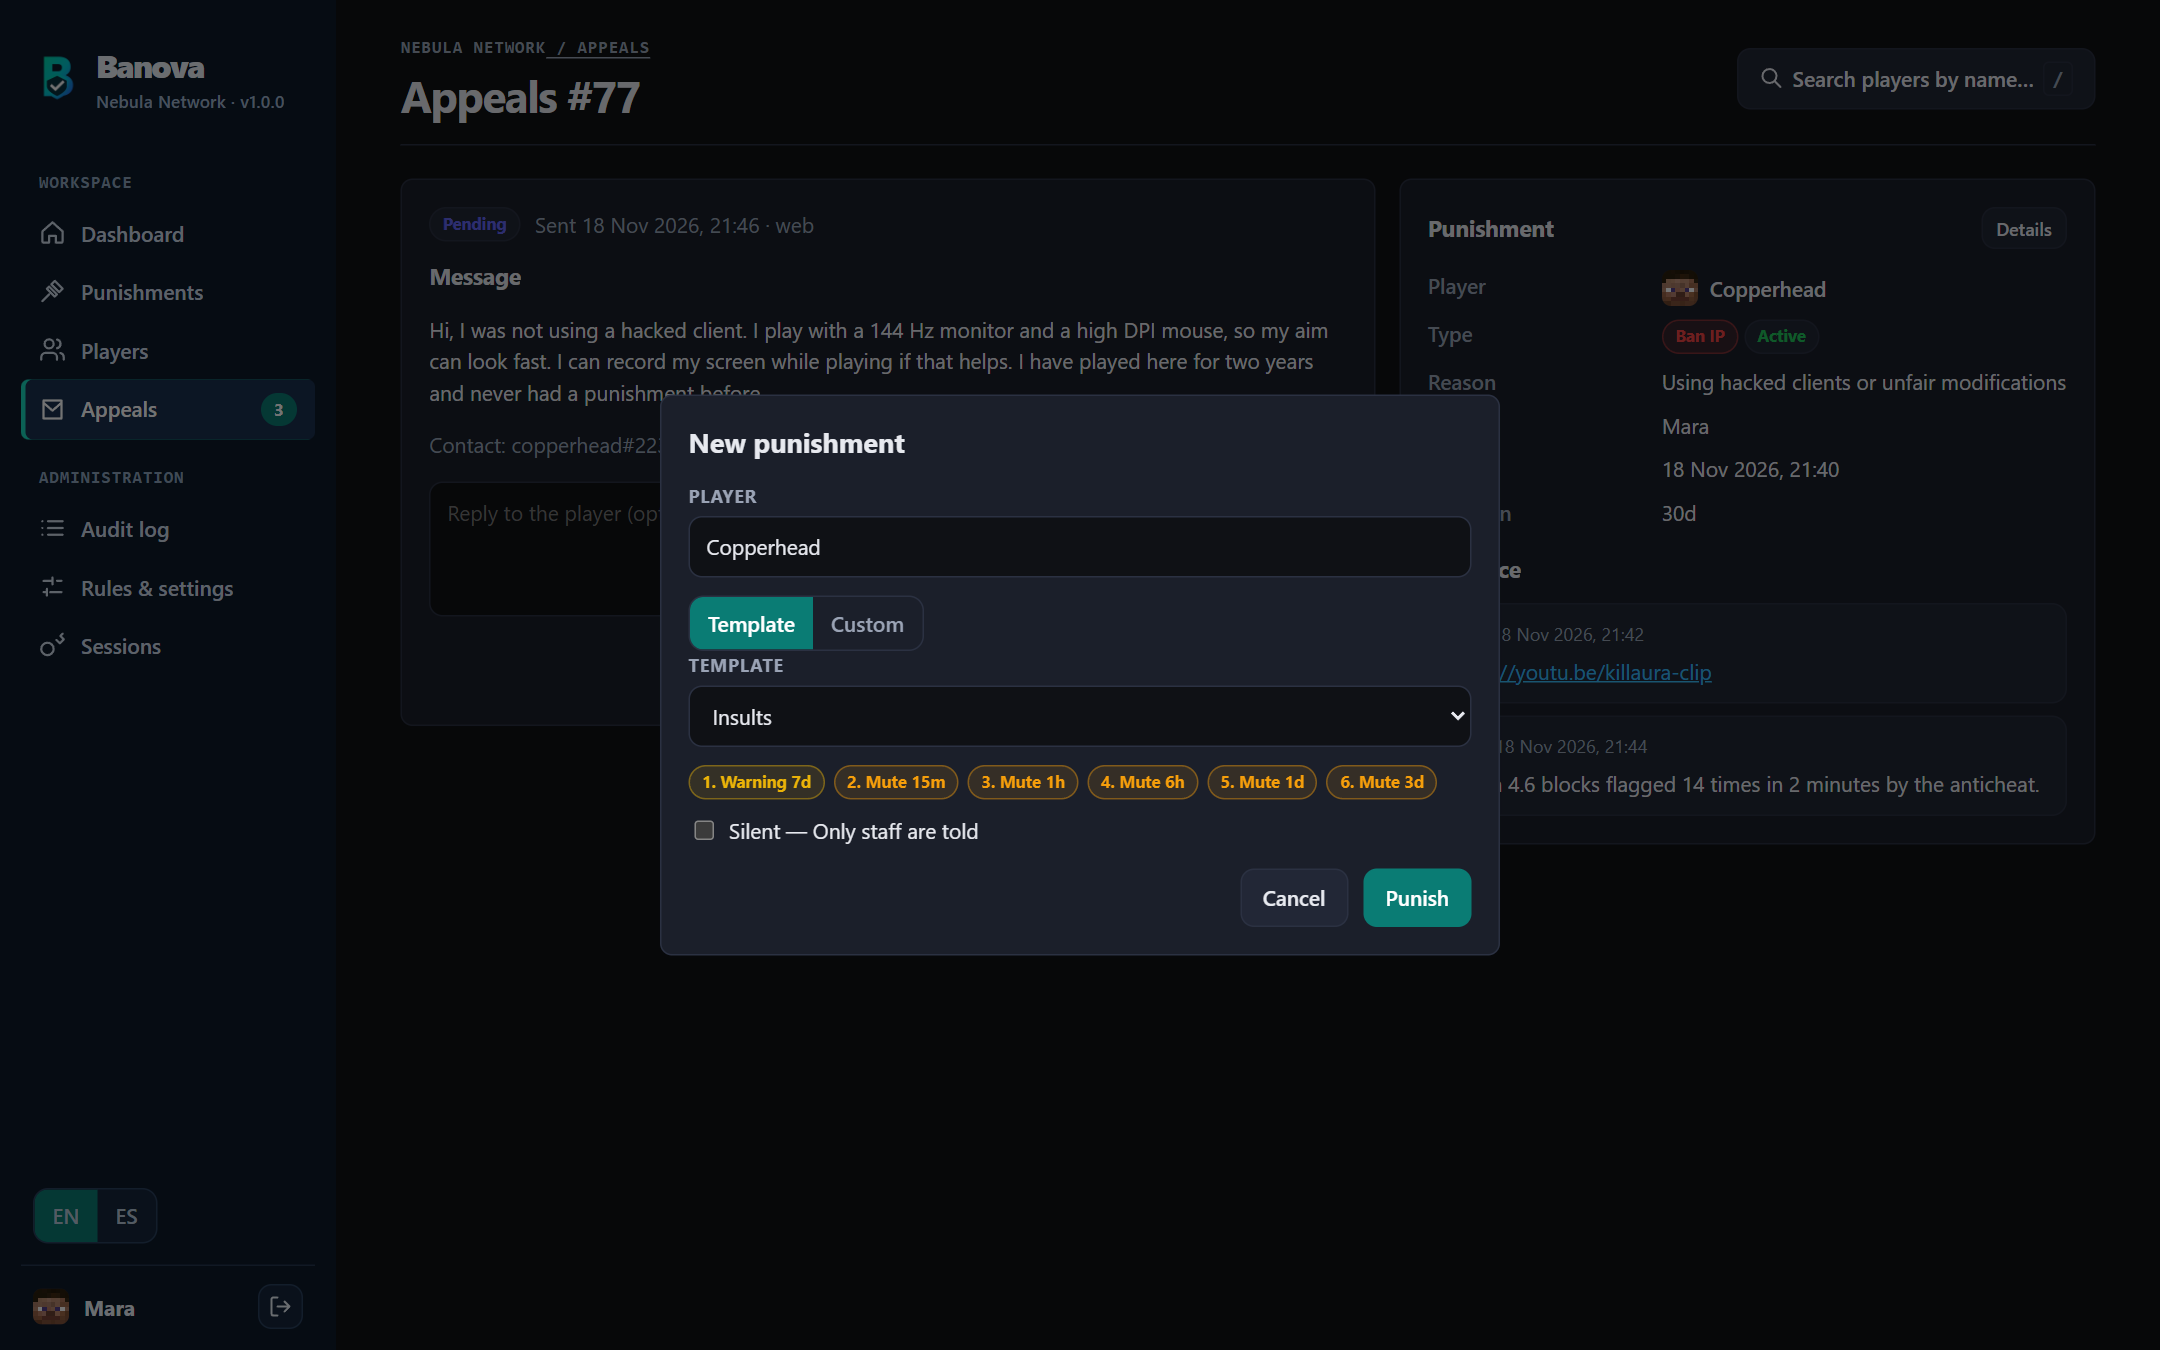 Banova
Nebula Network · v1.0.0
WORKSPACE
Dashboard
Punishments
Players
Appeals 3
ADMINISTRATION
Audit log
Rules & settings
Sessions
EN ES
Mara
NEBULA NETWORK / APPEALS
Appeals #77
Search players by name... /
Pending Sent 18 Nov 2026, 21:46 · web
Message
Hi, I was not using a hacked client. I play with a 144 Hz monitor and a high DPI mouse, so my aim
can look fast. I can record my screen while playing if that helps. I have played here for two years
and never had a punishment before.
Contact: copperhead#22
Reply to the player
Punishment Details
Player Copperhead
Type Ban IP Active
Reason Using hacked clients or unfair modifications
Mara
18 Nov 2026, 21:40
30d
8 Nov 2026, 21:42
//youtu.be/killaura-clip
18 Nov 2026, 21:44
4.6 blocks flagged 14 times in 2 minutes by the anticheat.
New punishment
PLAYER
Copperhead
Template Custom
TEMPLATE
Insults
1. Warning 7d 2. Mute 15m 3. Mute 1h 4. Mute 6h 5. Mute 1d 6. Mute 3d
Silent — Only staff are told
Cancel Punish